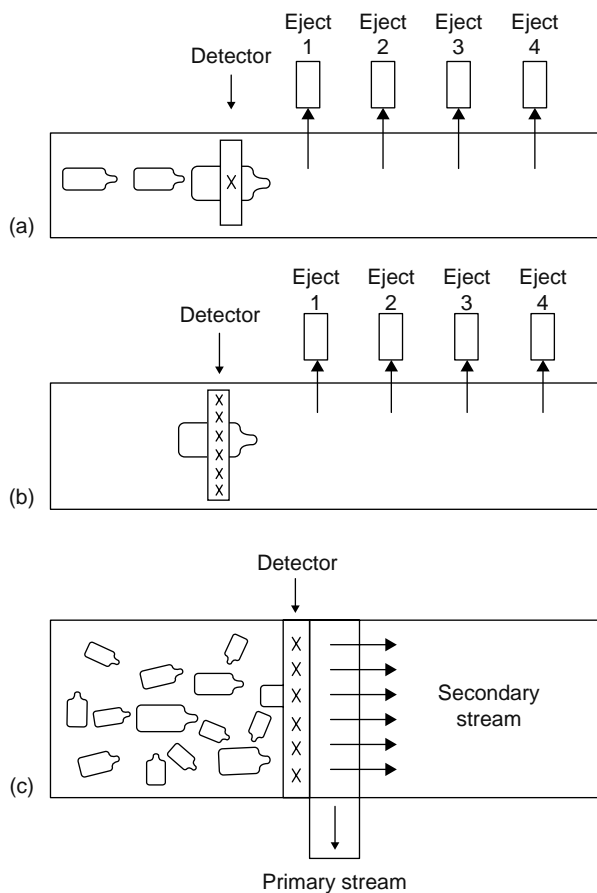 Eject Eject Eject Eject
1 2 3 4
Detector
X
(a)
Eject Eject Eject Eject
1 2 3 4
Detector
X
X
X
X
X
X
(b)
Detector
X
X
X
X
X
X
Secondary
stream
(c)
Primary stream